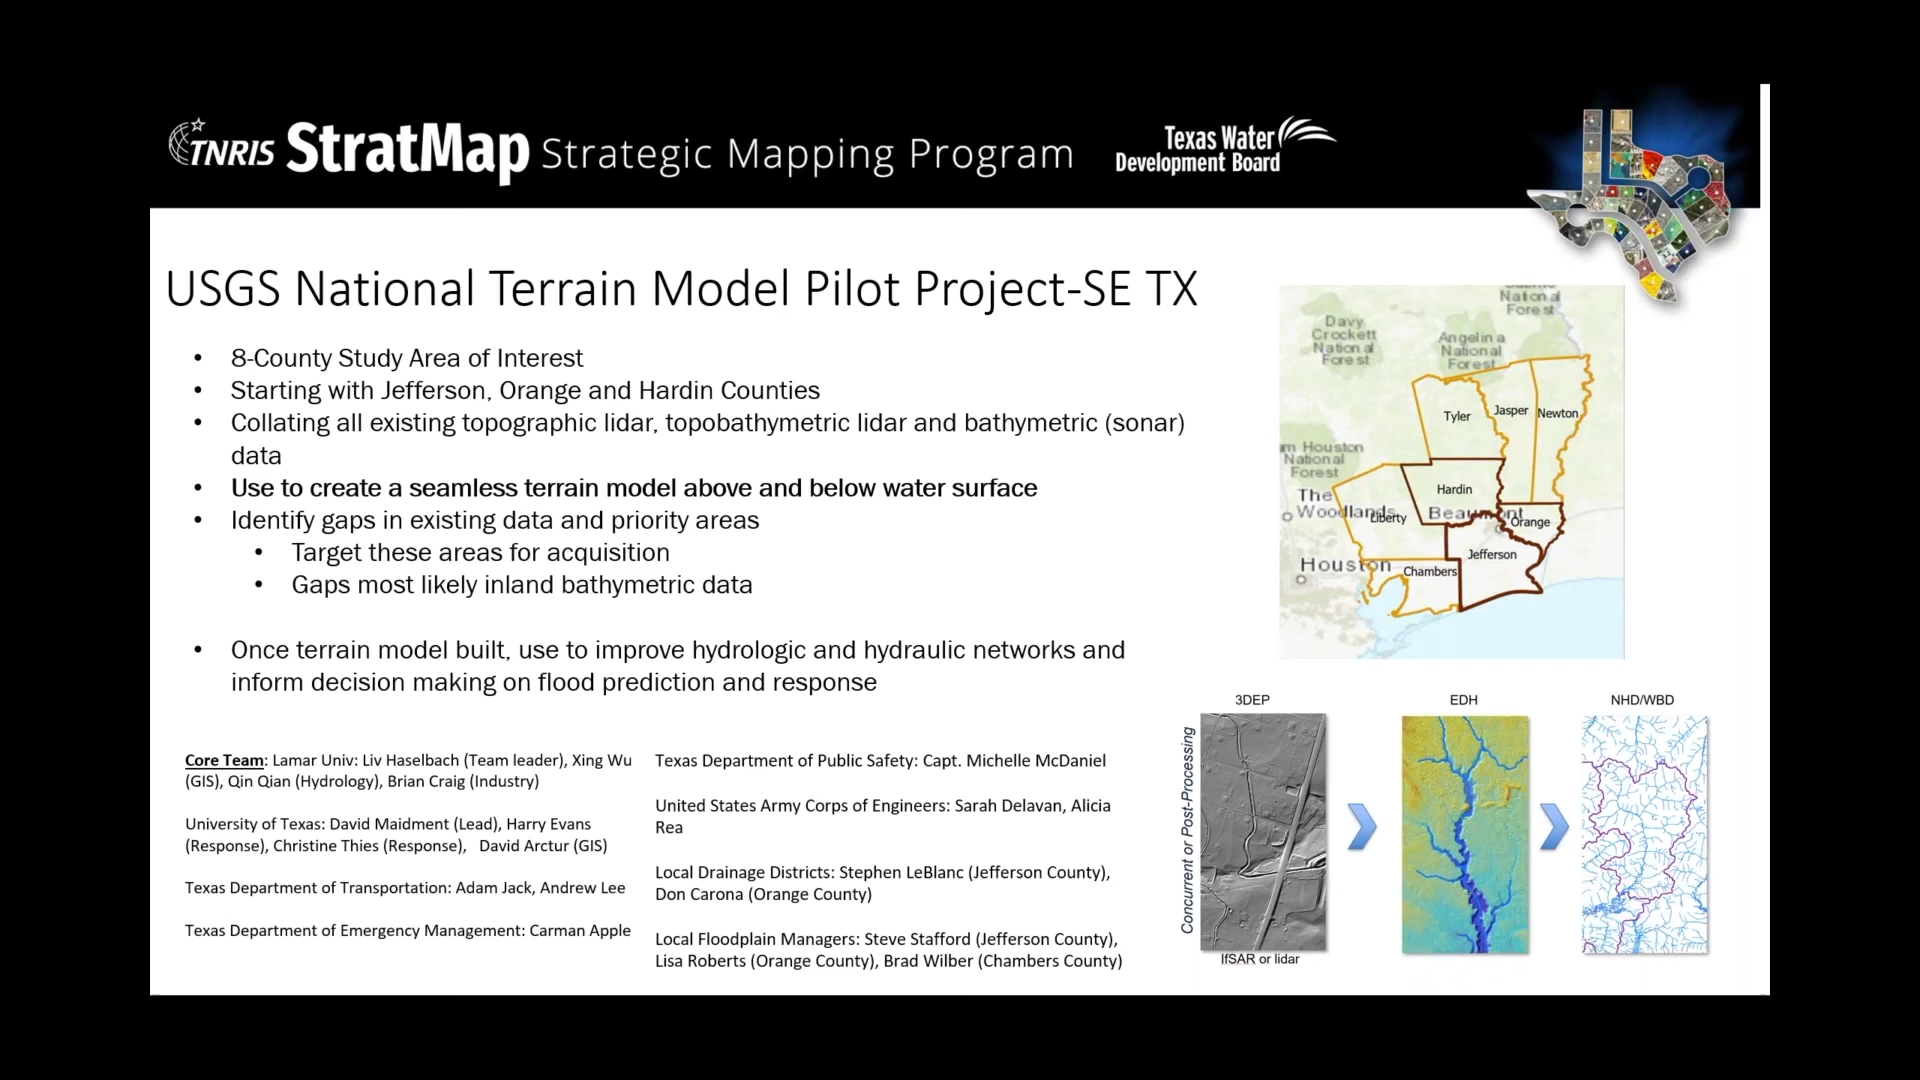 TNRIS StratMap Strategic Mapping Program
Texas Water
Development Board
USGS National Terrain Model Pilot Project-SE TX
• 8-County Study Area of Interest
• Starting with Jefferson, Orange and Hardin Counties
• Collating all existing topographic lidar, topobathymetric lidar and bathymetric (sonar)
data
• Use to create a seamless terrain model above and below water surface
• Identify gaps in existing data and priority areas
• Target these areas for acquisition
• Gaps most likely inland bathymetric data
• Once terrain model built, use to improve hydrologic and hydraulic networks and
inform decision making on flood prediction and response
Core Team: Lamar Univ: Liv Haselbach (Team leader), Xing Wu
(GIS), Qin Qian (Hydrology), Brian Craig (Industry)
University of Texas: David Maidment (Lead), Harry Evans
(Response), Christine Thies (Response), David Arctur (GIS)
Texas Department of Transportation: Adam Jack, Andrew Lee
Texas Department of Emergency Management: Carman Apple
Texas Department of Public Safety: Capt. Michelle McDaniel
United States Army Corps of Engineers: Sarah Delavan, Alicia
Rea
Local Drainage Districts: Stephen LeBlanc (Jefferson County),
Don Carona (Orange County)
Local Floodplain Managers: Steve Stafford (Jefferson County),
Lisa Roberts (Orange County), Brad Wilber (Chambers County)
National
Forest
Davy
Crockett
National
Forest
Angelina
National
Forest
Tyler
Jasper
Newton
m Houston
National
Forest
Hardin
The
Woodlands
Liberty
Beaumont
Orange
Jefferson
Houston
Chambers
3DEP
EDH
NHD/WBD
Concurrent or Post-Processing
IfSAR or lidar